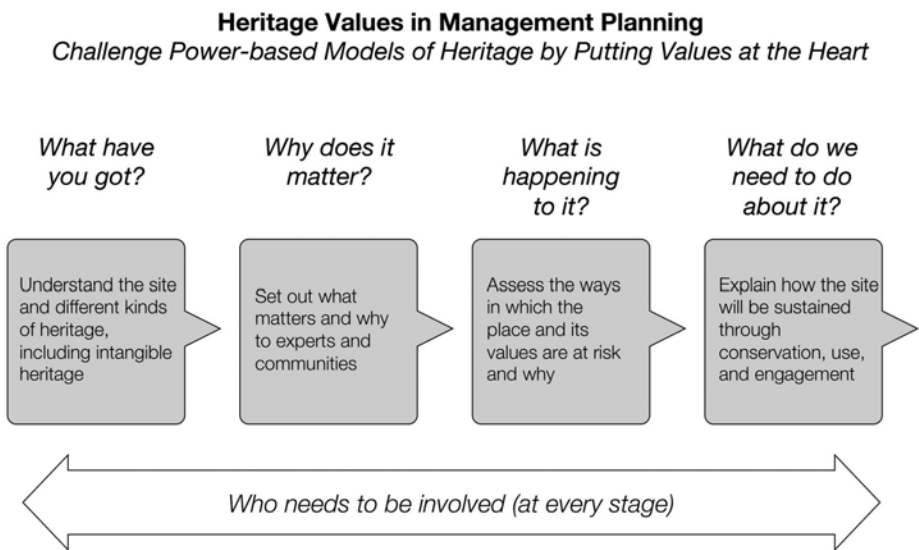 Heritage Values in Management Planning
Challenge Power-based Models of Heritage by Putting Values at the Heart
What have
you got?
Understand the site
and different kinds
of heritage,
including intangible
heritage
Why does it
matter?
Set out what
matters and why
to experts and
communities
What is
happening
to it?
Assess the ways
in which the
place and its
values are at risk
and why
What do we
need to do
about it?
Explain how the site
will be sustained
through
conservation, use,
and engagement
Who needs to be involved (at every stage)